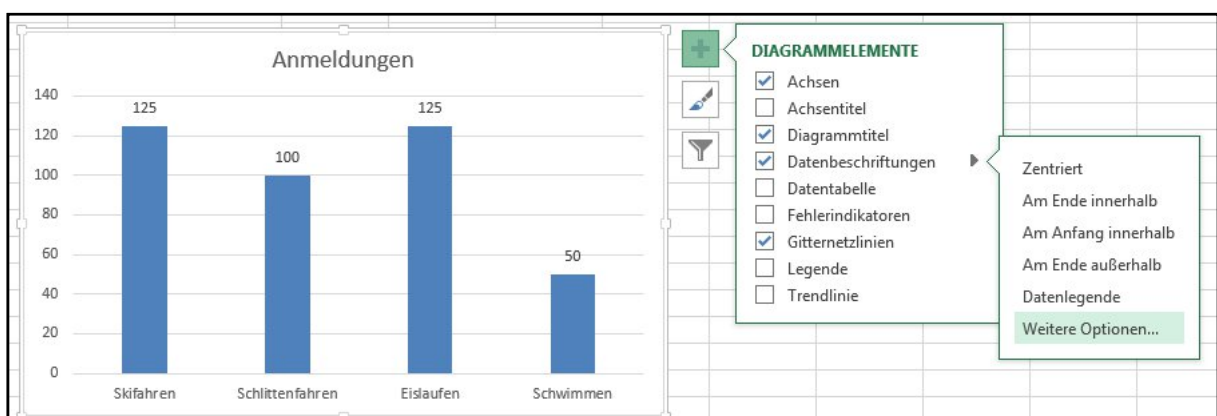 Anmeldungen
140
120
100
80
60
40
20
0
125
100
125
50
Skifahren Schlittenfahren Eislaufen Schwimmen
DIAGRAMMELEMENTE
Achsen
Achsentitel
Diagrammtitel
Datenbeschriftungen
Datentabelle
Fehlerindikatoren
Gitternetzlinien
Legende
Trendlinie
Zentriert
Am Ende innerhalb
Am Anfang innerhalb
Am Ende außerhalb
Datenlegende
Weitere Optionen...